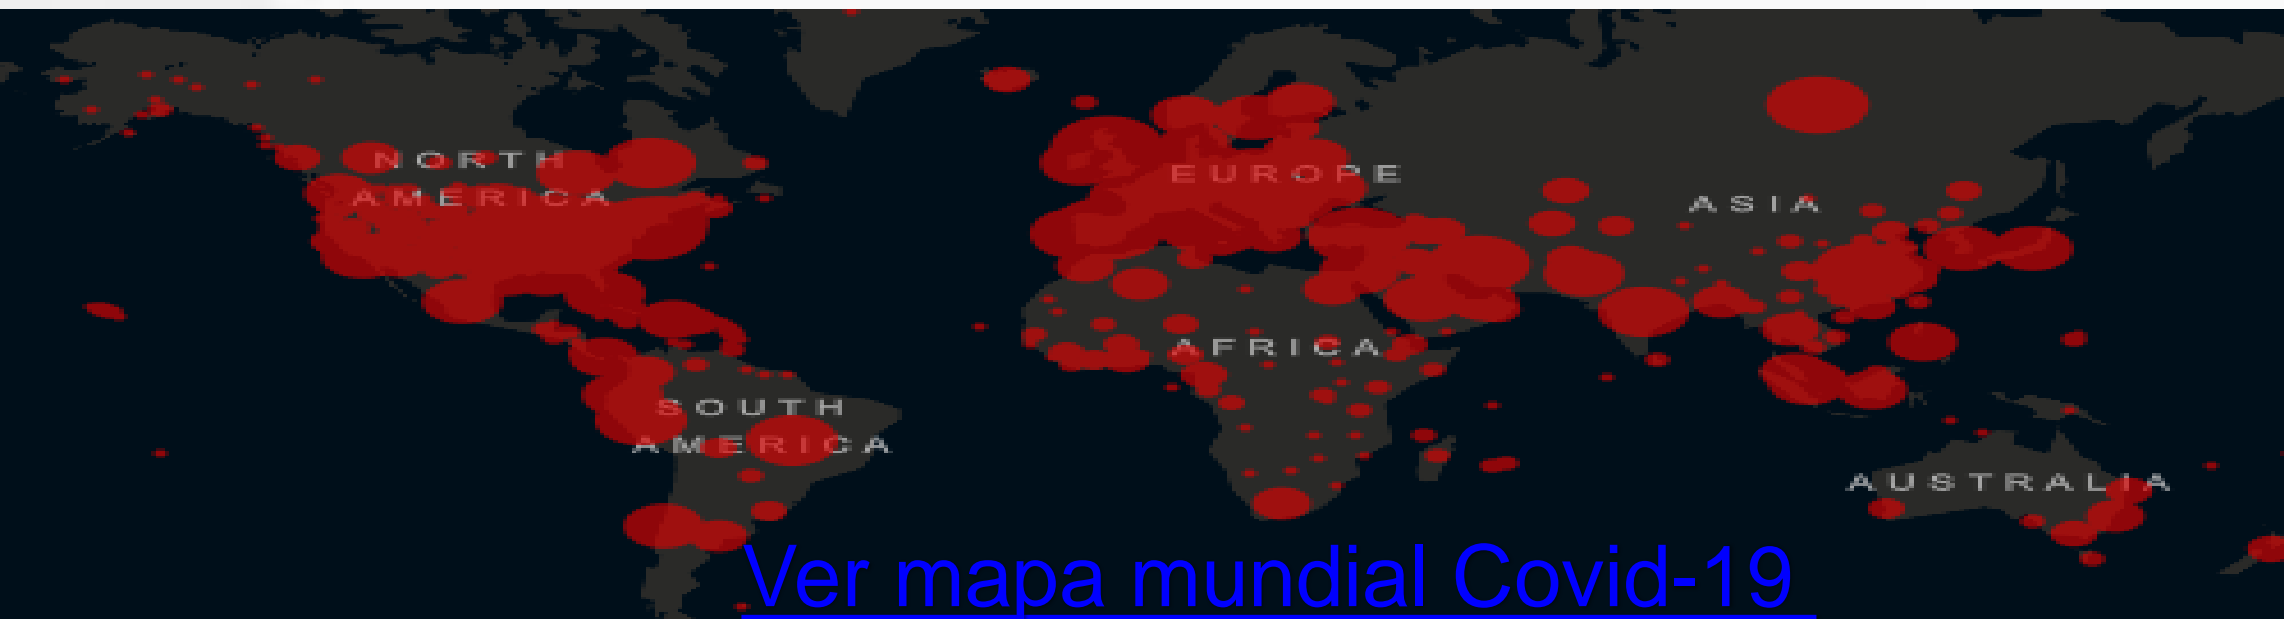 NORTH
AMERICA
EUROPE
ASIA
AFRICA
SOUTH
AMERICA
AUSTRALIA
Ver mapa mundial Covid-19